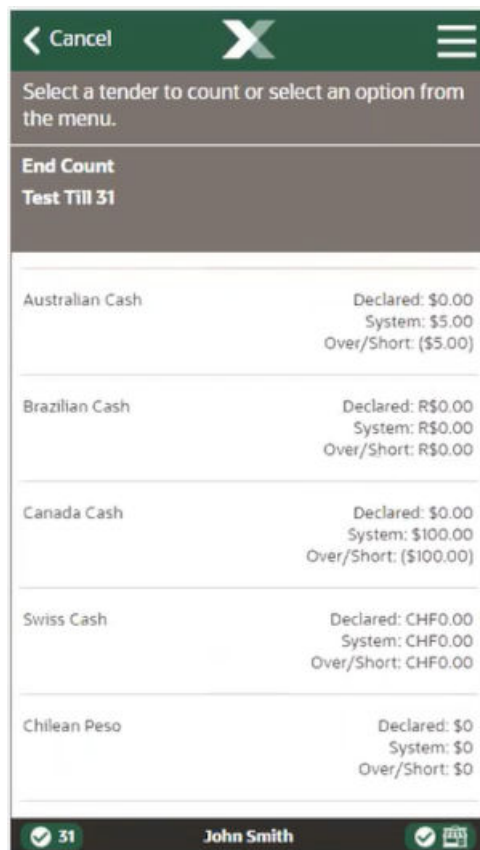 Cancel
Select a tender to count or select an option from
the menu.
End Count
Test Till 31
Australian Cash
Declared: $0.00
System: $5.00
Over/Short: ($5.00)
Brazilian Cash
Declared: R$0.00
System: R$0.00
Over/Short: R$0.00
Canada Cash
Declared: $0.00
System: $100.00
Over/Short: ($100.00)
Swiss Cash
Declared: CHF0.00
System: CHF0.00
Over/Short: CHF0.00
Chilean Peso
Declared: $0
System: $0
Over/Short: $0
31
John Smith